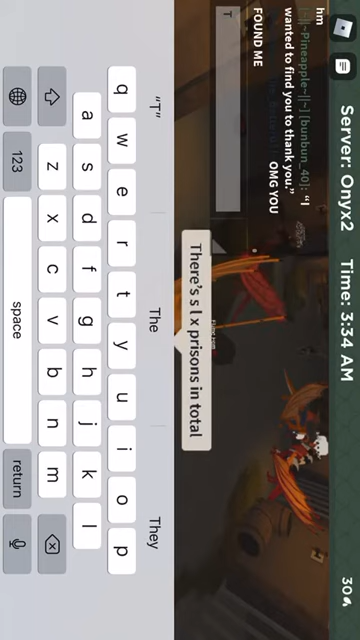 Server: Onyx2
Time: 3:34 AM
30
hm
[~||~Pineapple~||~] [bunbun_40]: “I
wanted to find you to thank you.”
OMG YOU
FOUND ME
T
There’s s I x prisons in total
“T”
The
They
q w e r t y u i o p
a s d f g h j k l
z x c v b n m
123
space
return